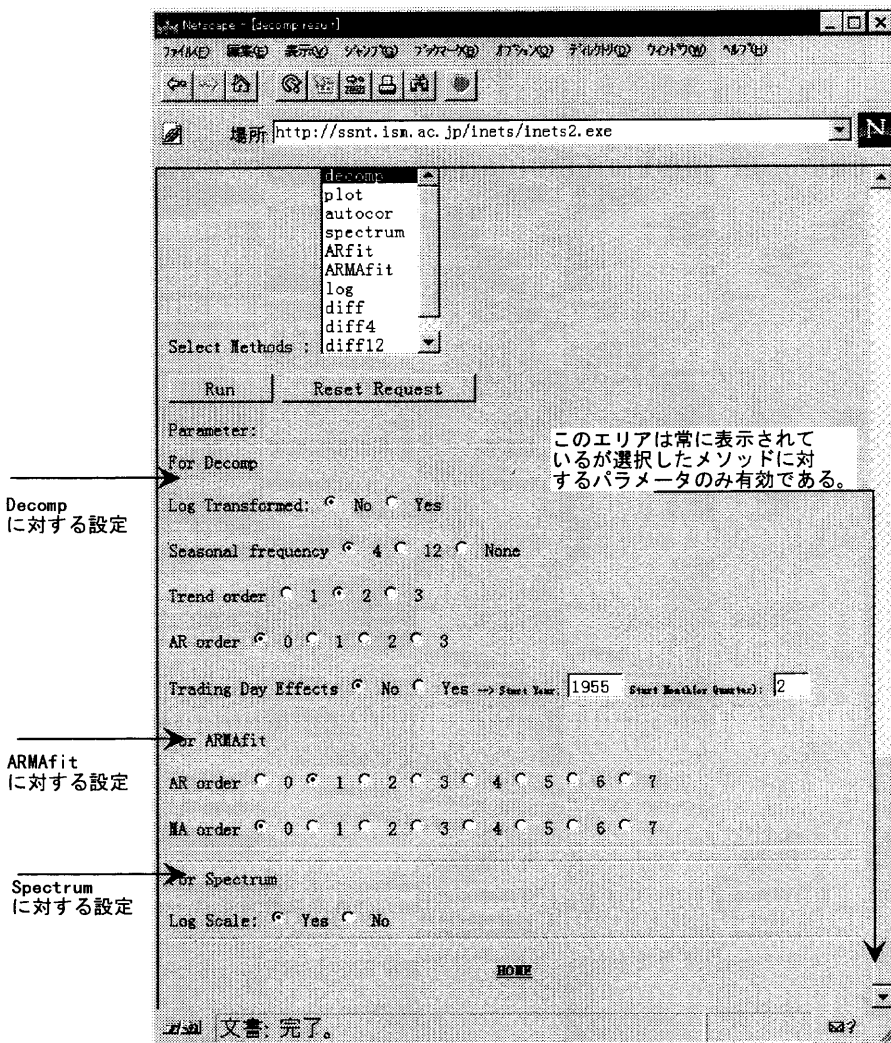 Netscape - [decomp result]
ファイル(F) 編集(E) 表示(V) ジャンプ(G) ブックマーク(B) オプション(O) ディレクトリ(D) ウィンドウ(W) ヘルプ(H)
場所 http://ssnt.ism.ac.jp/inets/inets2.exe
N
decomp
plot
autocor
spectrum
ARfit
ARMAfit
log
diff
diff4
Select Methods : diff12
Run Reset Request
Parameter:
このエリアは常に表示されて
いるが選択したメソッドに対
するパラメータのみ有効である。
For Decomp
Decomp
に対する設定
Log Transformed: No Yes
Seasonal frequency 4 12 None
Trend order 1 2 3
AR order 0 1 2 3
Trading Day Effects No Yes --> Start Year: 1955 Start Month(or Quarter): 2
For ARMAfit
ARMAfit
に対する設定
AR order 0 1 2 3 4 5 6 7
MA order 0 1 2 3 4 5 6 7
For Spectrum
Spectrum
に対する設定
Log Scale: Yes No
HOME
文書: 完了。
?